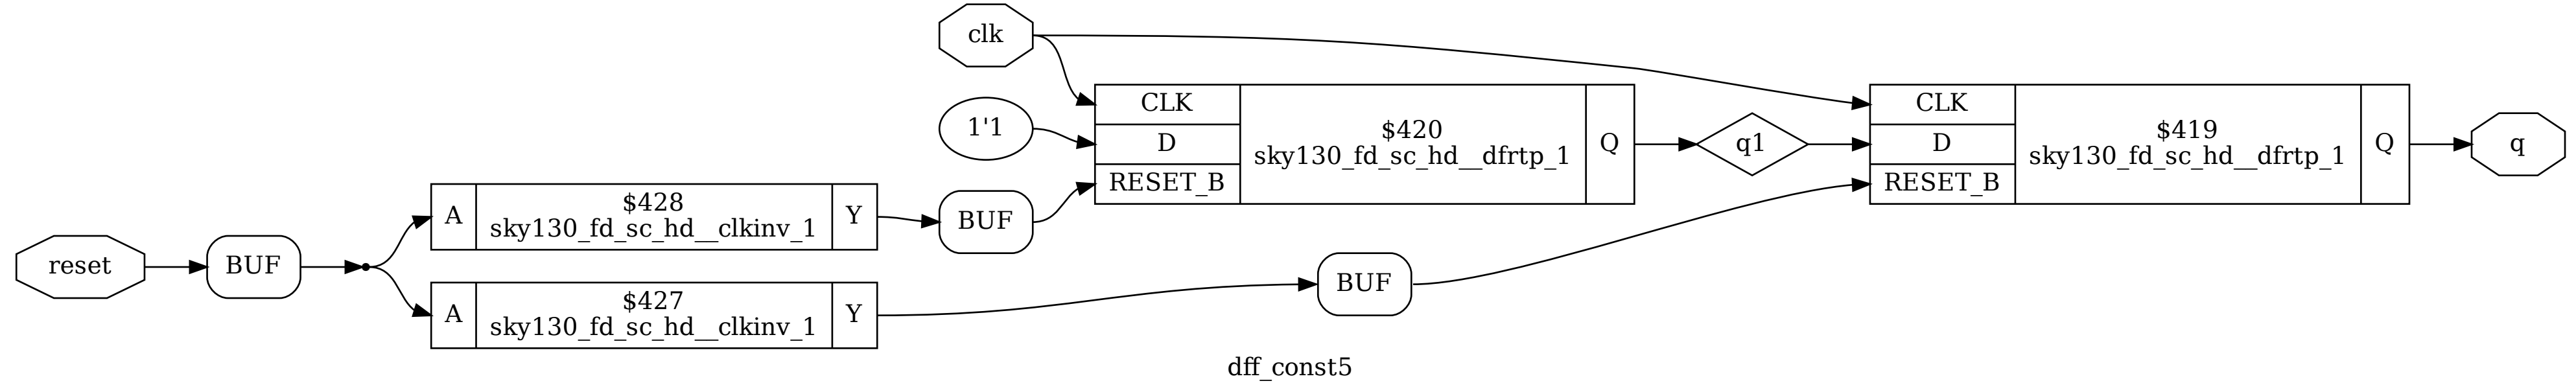 clk
CLK
D
RESET_B
$420
sky130_fd_sc_hd__dfrtp_1
Q
1'1
q1
CLK
D
RESET_B
$419
sky130_fd_sc_hd__dfrtp_1
Q
q
reset
BUF
A
$428
sky130_fd_sc_hd__clkinv_1
Y
BUF
A
$427
sky130_fd_sc_hd__clkinv_1
Y
BUF
dff_const5